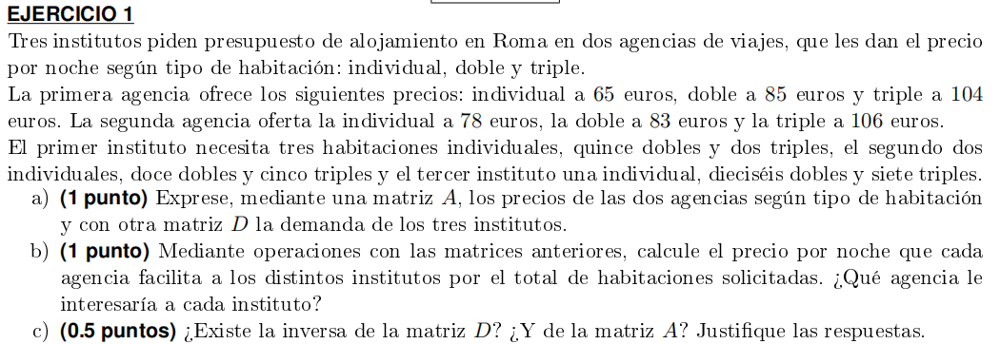 EJERCICIO 1
Tres institutos piden presupuesto de alojamiento en Roma en dos agencias de viajes, que les dan el precio
por noche según tipo de habitación: individual, doble y triple.
La primera agencia ofrece los siguientes precios: individual a 65 euros, doble a 85 euros y triple a 104
euros. La segunda agencia oferta la individual a 78 euros, la doble a 83 euros y la triple a 106 euros.
El primer instituto necesita tres habitaciones individuales, quince dobles y dos triples, el segundo dos
individuales, doce dobles y cinco triples y el tercer instituto una individual, dieciséis dobles y siete triples.
a) (1 punto) Exprese, mediante una matriz A, los precios de las dos agencias según tipo de habitación
y con otra matriz D la demanda de los tres institutos.
b) (1 punto) Mediante operaciones con las matrices anteriores, calcule el precio por noche que cada
agencia facilita a los distintos institutos por el total de habitaciones solicitadas. ¿Qué agencia le
interesaría a cada instituto?
c) (0.5 puntos) ¿Existe la inversa de la matriz D? ¿Y de la matriz A? Justifique las respuestas.